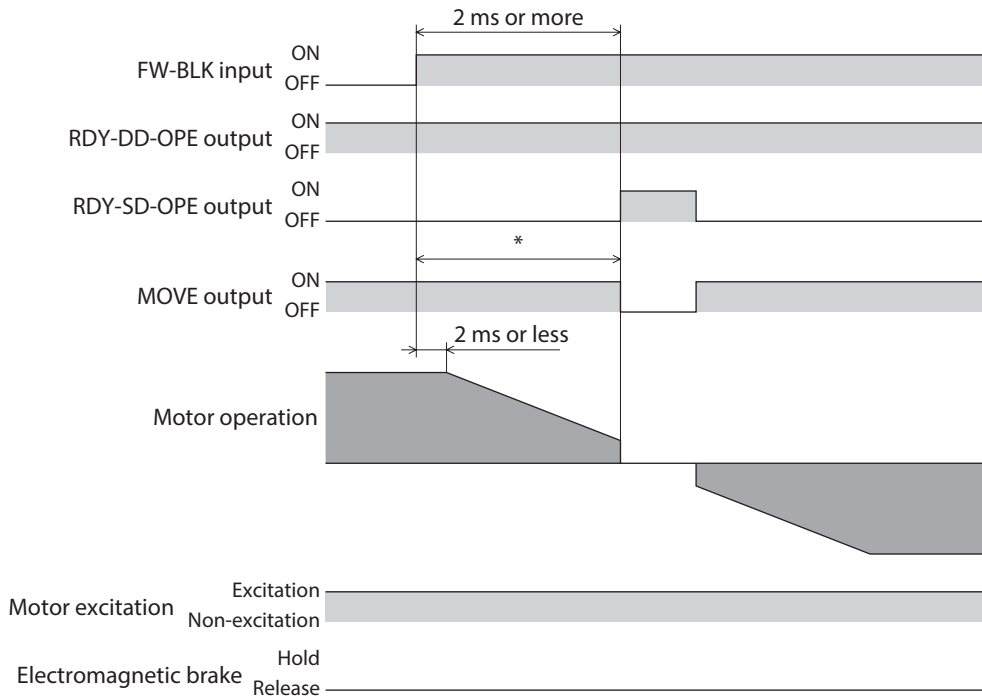 2 ms or more
FW-BLK input
ON
OFF
RDY-DD-OPE output
ON
OFF
RDY-SD-OPE output
ON
OFF
*
MOVE output
ON
OFF
2 ms or less
Motor operation
Motor excitation
Excitation
Non-excitation
Electromagnetic brake
Hold
Release